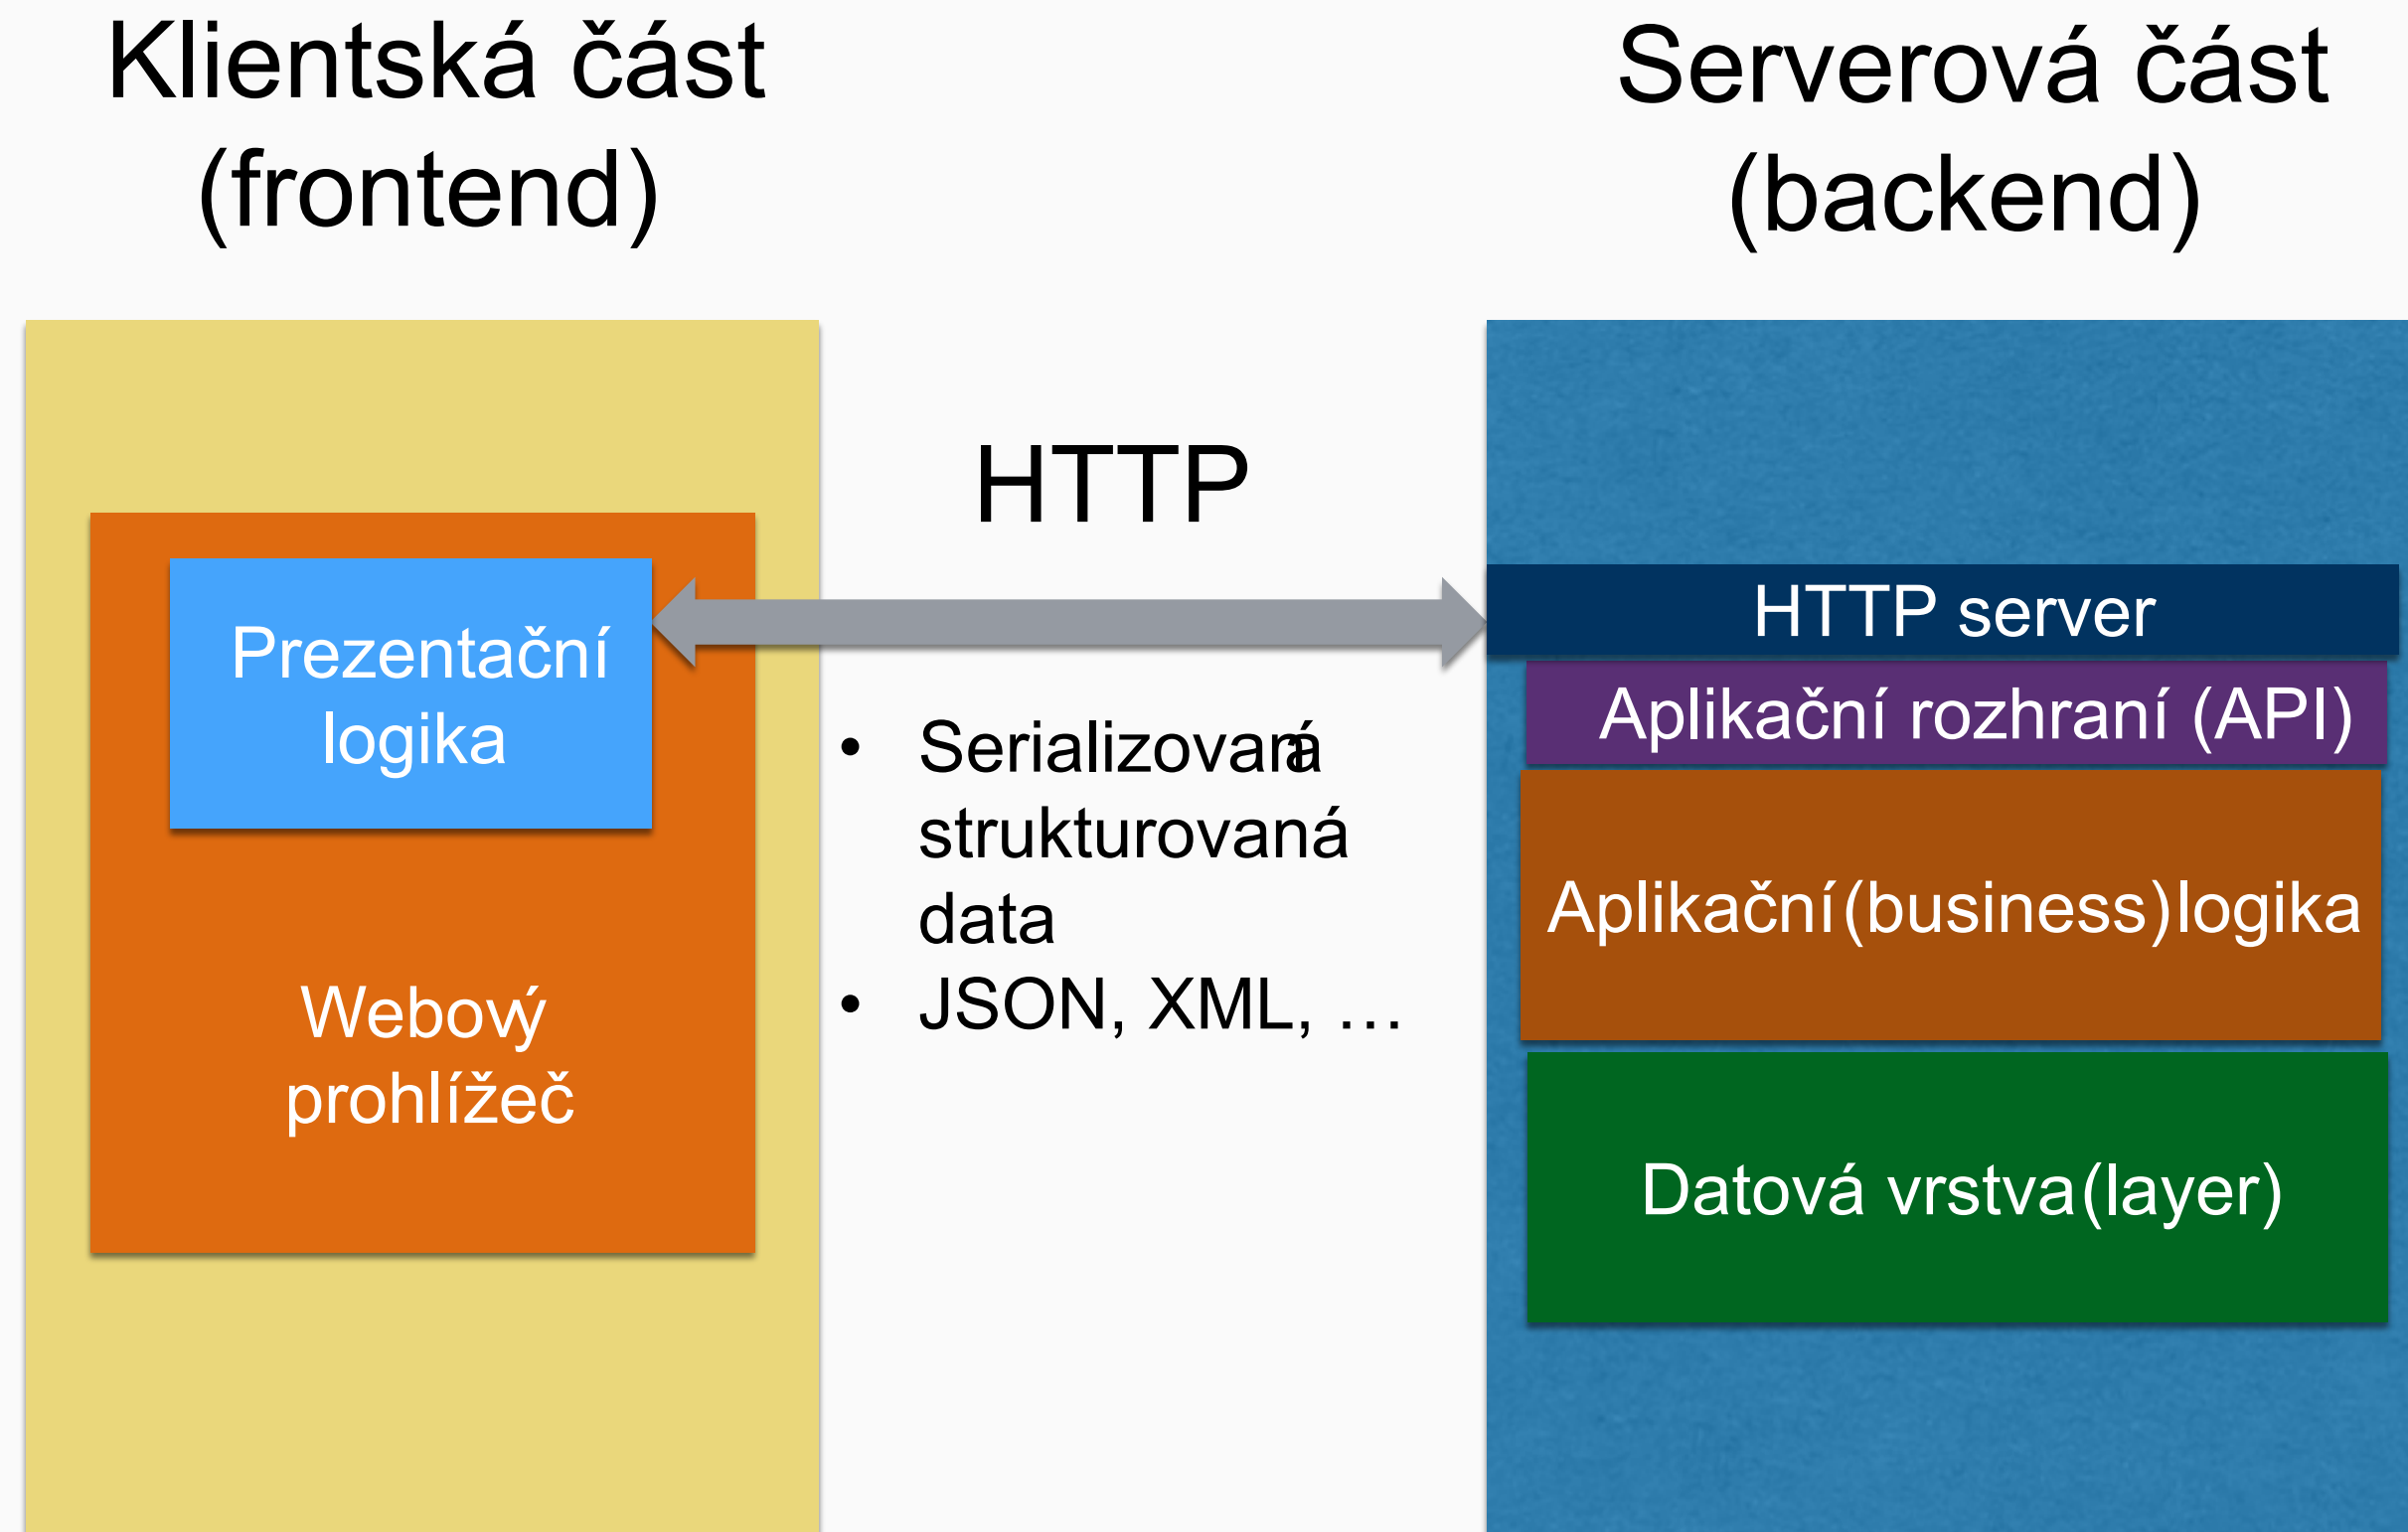 Klientská část
(frontend)
Serverová část
(backend)
HTTP
Prezentační
logika
Webový
prohlížeč
• Serializovaná
strukturovaná
data
• JSON, XML, …
HTTP server
Aplikační rozhraní (API)
Aplikační(business)logika
Datová vrstva(layer)